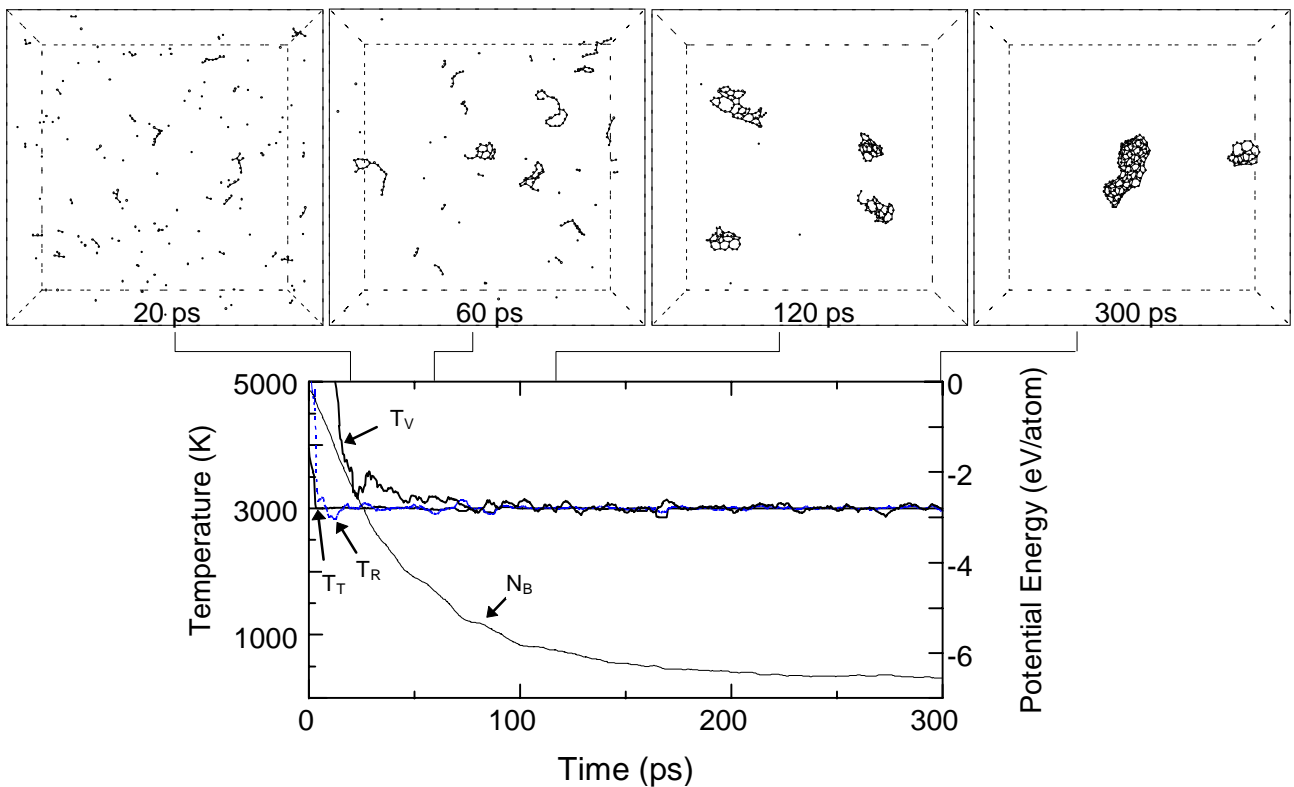 20 ps
60 ps
120 ps
300 ps
5000
3000
1000
Temperature (K)
T_V
T_T
T_R
N_B
0
-2
-4
-6
Potential Energy (eV/atom)
0
100
200
300
Time (ps)